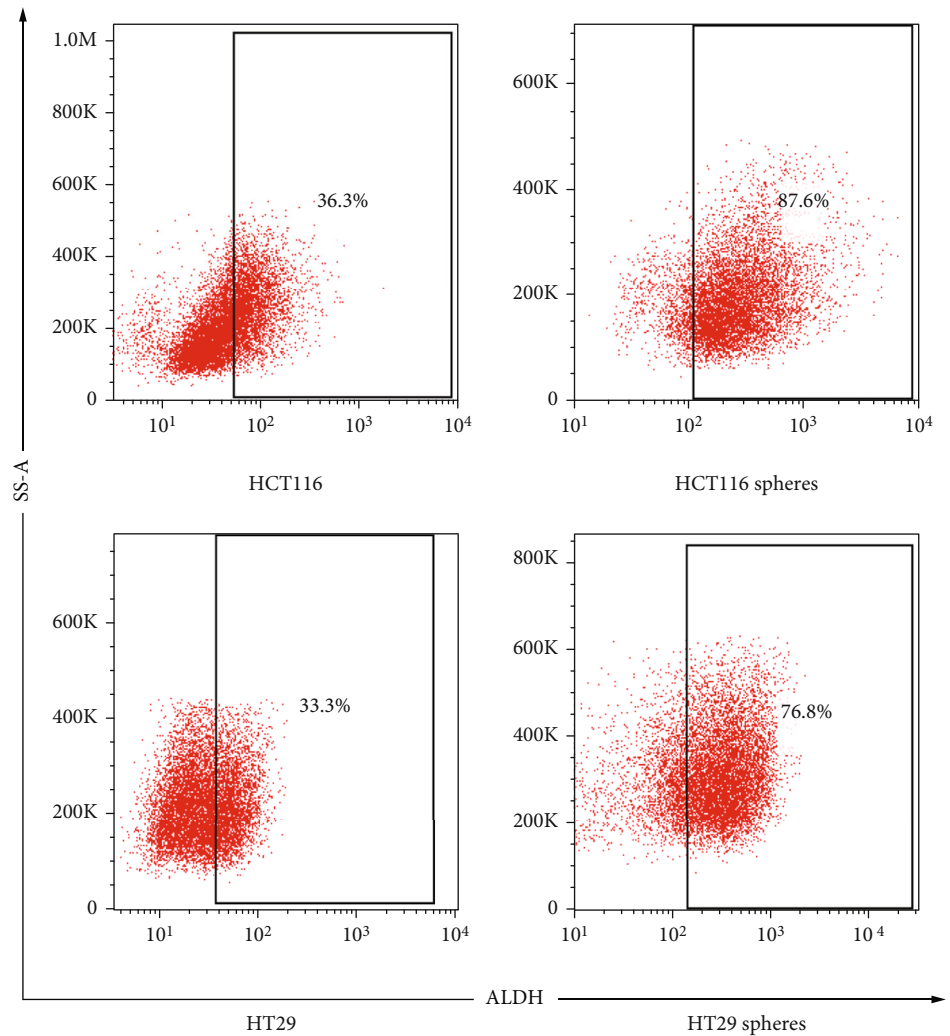 1.0M
800K
600K
400K
200K
0
36.3%
10¹ 10² 10³ 10⁴
HCT116
600K
400K
200K
0
87.6%
10¹ 10² 10³ 10⁴
HCT116 spheres
SS-A
600K
400K
200K
0
33.3%
10¹ 10² 10³ 10⁴
HT29
800K
600K
400K
200K
0
76.8%
10¹ 10² 10³ 10⁴
HT29 spheres
ALDH